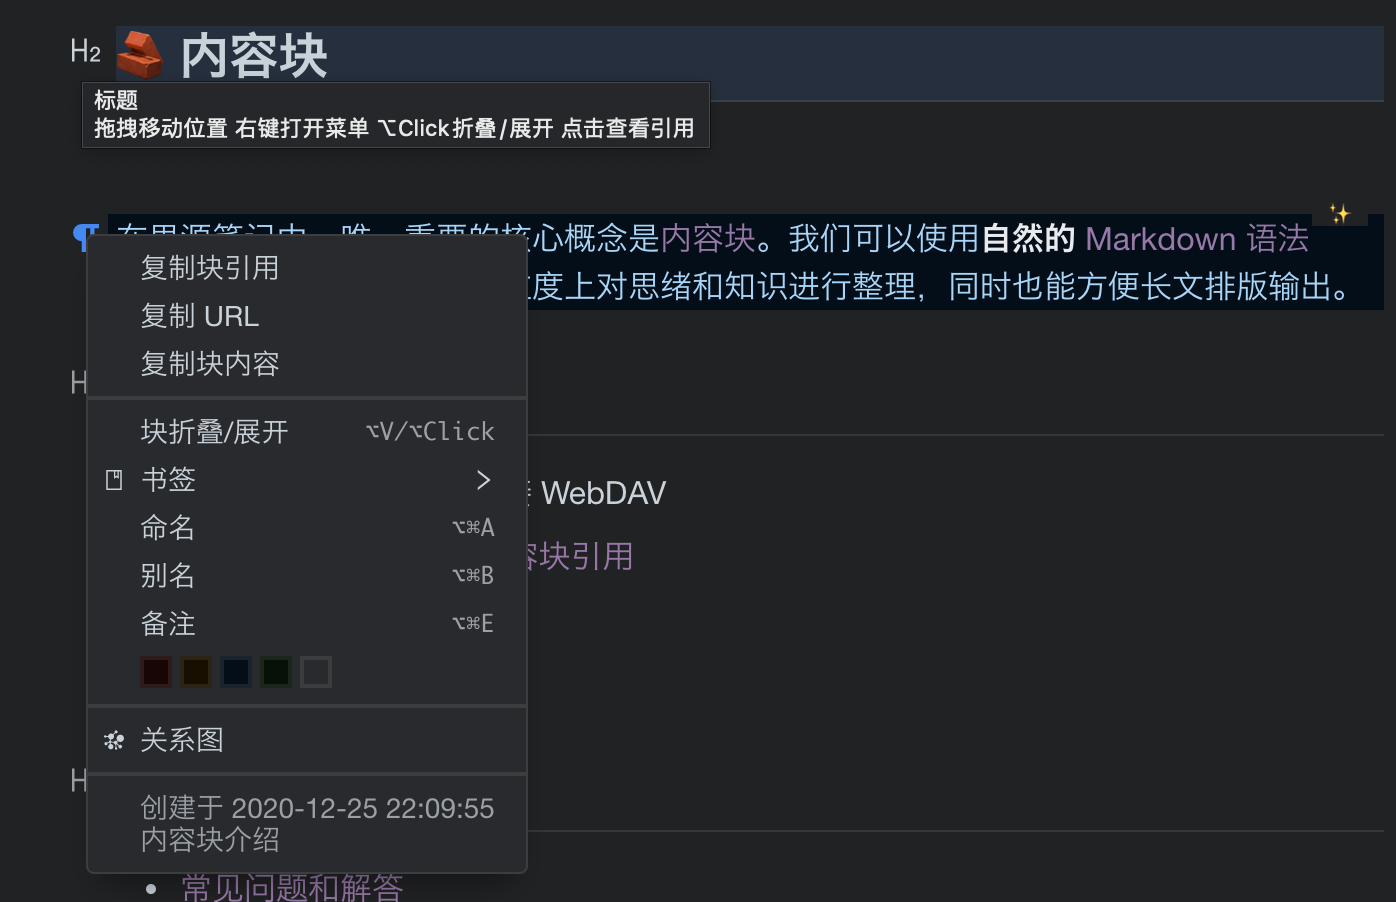 H2 内容块
标题
拖拽移动位置 右键打开菜单 ⌥Click折叠/展开 点击查看引用
心概念是内容块。我们可以使用自然的 Markdown 语法
度上对思绪和知识进行整理，同时也能方便长文排版输出。
复制块引用
复制 URL
复制块内容
H
块折叠/展开 ⌥V/⌥Click
书签
WebDAV
命名 ⌥⌘A
块引用
别名 ⌥⌘B
备注 ⌥⌘E
关系图
H
创建于 2020-12-25 22:09:55
内容块介绍
• 常见问题和解答